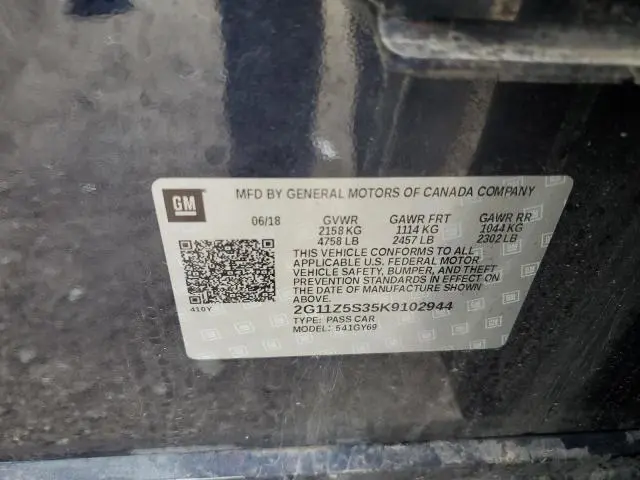 GM
MFD BY GENERAL MOTORS OF CANADA COMPANY
06/18 GVWR GAWR FRT GAWR RR
2158 KG 1114 KG 1044 KG
4758 LB 2457 LB 2302 LB
THIS VEHICLE CONFORMS TO ALL
APPLICABLE U.S. FEDERAL MOTOR
VEHICLE SAFETY, BUMPER, AND THEFT
PREVENTION STANDARDS IN EFFECT ON
THE DATE OF MANUFACTURE SHOWN
ABOVE.
410Y
2G11Z5S35K9102944
TYPE: PASS CAR
MODEL: 541GY69